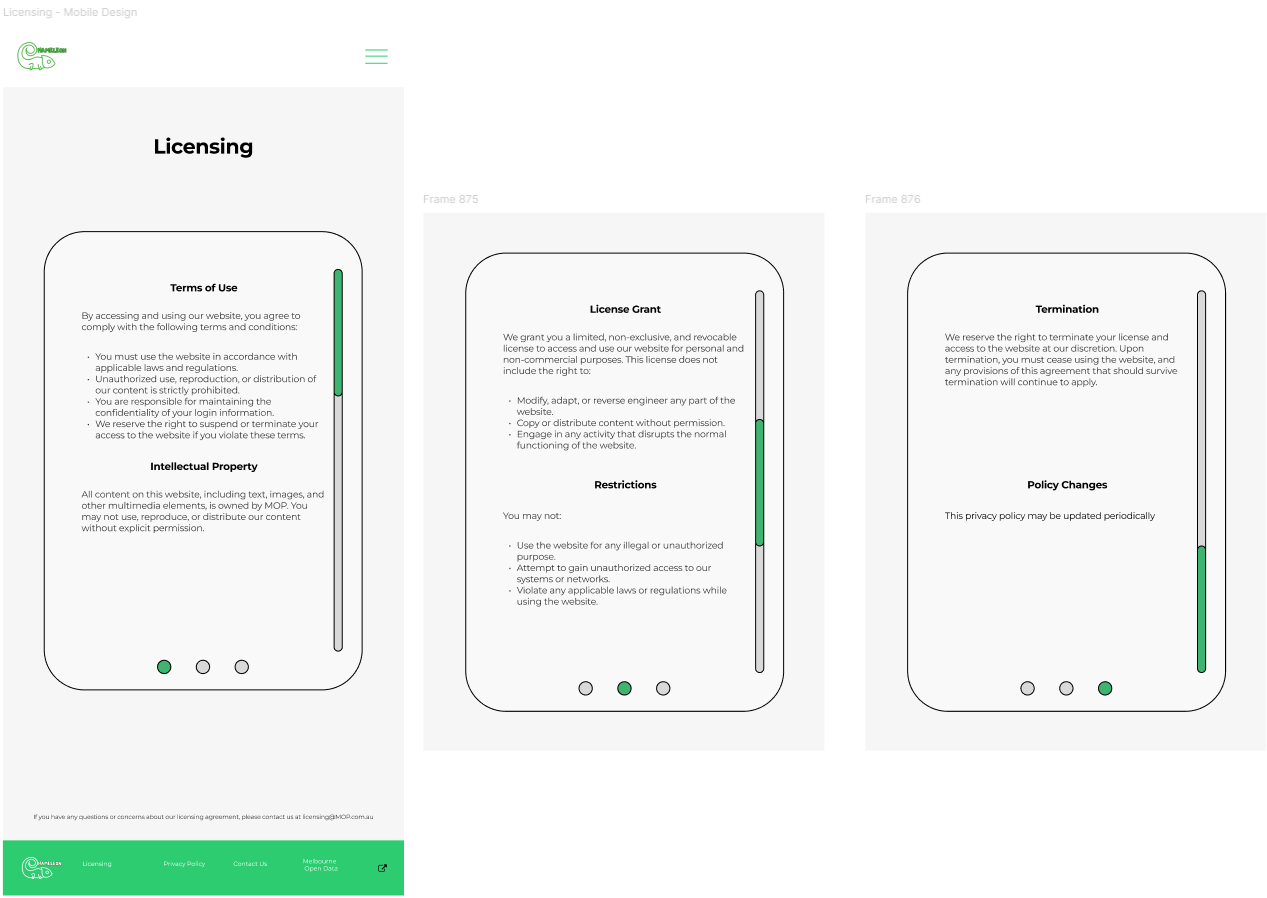 Licensing - Mobile Design
HAMELEON
Licensing
Terms of Use
By accessing and using our website, you agree to
comply with the following terms and conditions:
• You must use the website in accordance with
applicable laws and regulations.
• Unauthorized use, reproduction, or distribution of
our content is strictly prohibited.
• You are responsible for maintaining the
confidentiality of your login information.
• We reserve the right to suspend or terminate your
access to the website if you violate these terms.
Intellectual Property
All content on this website, including text, images, and
other multimedia elements, is owned by MOP. You
may not use, reproduce, or distribute our content
without explicit permission.
If you have any questions or concerns about our licensing agreement, please contact us at licensing@MOP.com.au
HAMELEON
Licensing
Privacy Policy
Contact Us
Melbourne
Open Data
Frame 875
License Grant
We grant you a limited, non-exclusive, and revocable
license to access and use our website for personal and
non-commercial purposes. This license does not
include the right to:
• Modify, adapt, or reverse engineer any part of the
website.
• Copy or distribute content without permission.
• Engage in any activity that disrupts the normal
functioning of the website.
Restrictions
You may not:
• Use the website for any illegal or unauthorized
purpose.
• Attempt to gain unauthorized access to our
systems or networks.
• Violate any applicable laws or regulations while
using the website.
Frame 876
Termination
We reserve the right to terminate your license and
access to the website at our discretion. Upon
termination, you must cease using the website, and
any provisions of this agreement that should survive
termination will continue to apply.
Policy Changes
This privacy policy may be updated periodically